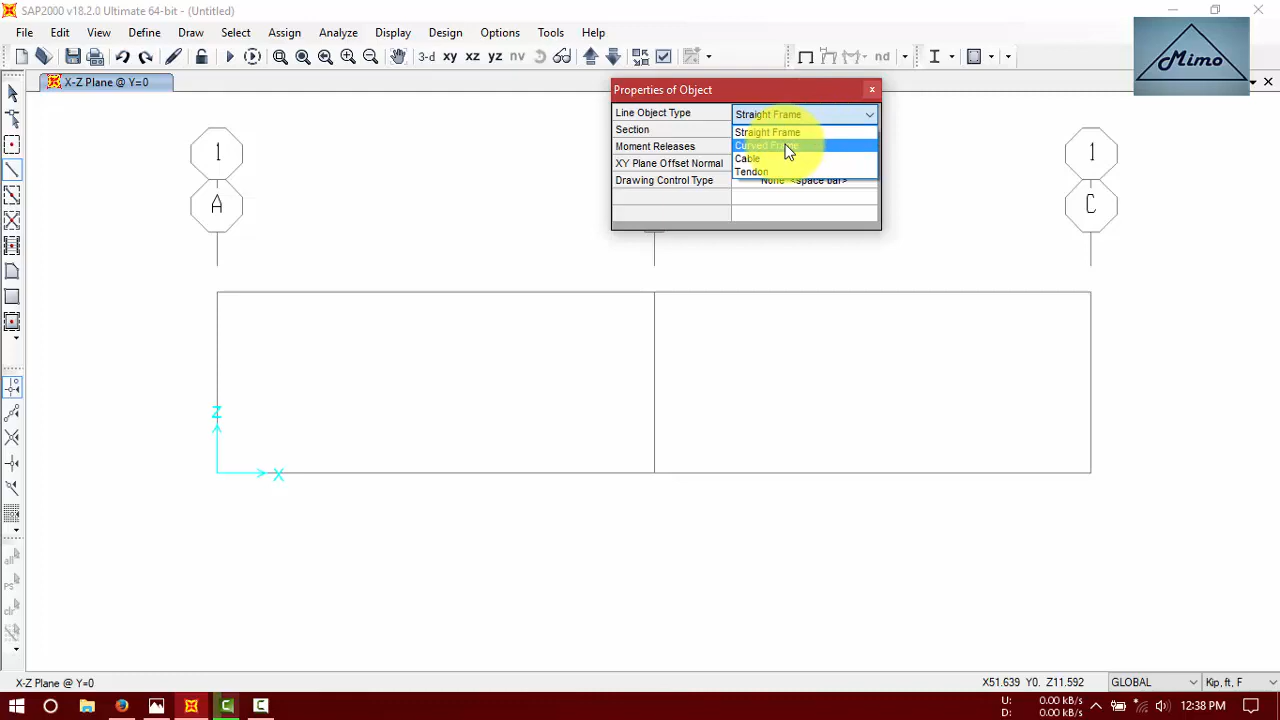 SAP2000 v18.2.0 Ultimate 64-bit - (Untitled)
File Edit View Define Draw Select Assign Analyze Display Design Options Tools Help
3-d xy xz yz nv nd
Mimo
X-Z Plane @ Y=0
Properties of Object
Line Object Type Straight Frame
Section Straight Frame
Moment Releases Curved Frame
XY Plane Offset Normal Cable
Tendon
Drawing Control Type None <space bar>
1 1
A C
Z
X
all
ps
clr
X-Z Plane @ Y=0 X51.639 Y0. Z11.592 GLOBAL Kip, ft, F
U: 0.00 kB/s
D: 0.00 kB/s
12:38 PM